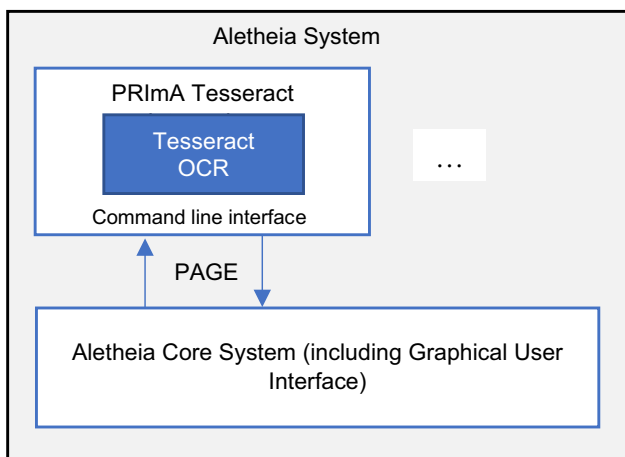 Aletheia System
PRImA Tesseract
Tesseract
OCR
...
Command line interface
PAGE
Aletheia Core System (including Graphical User
Interface)